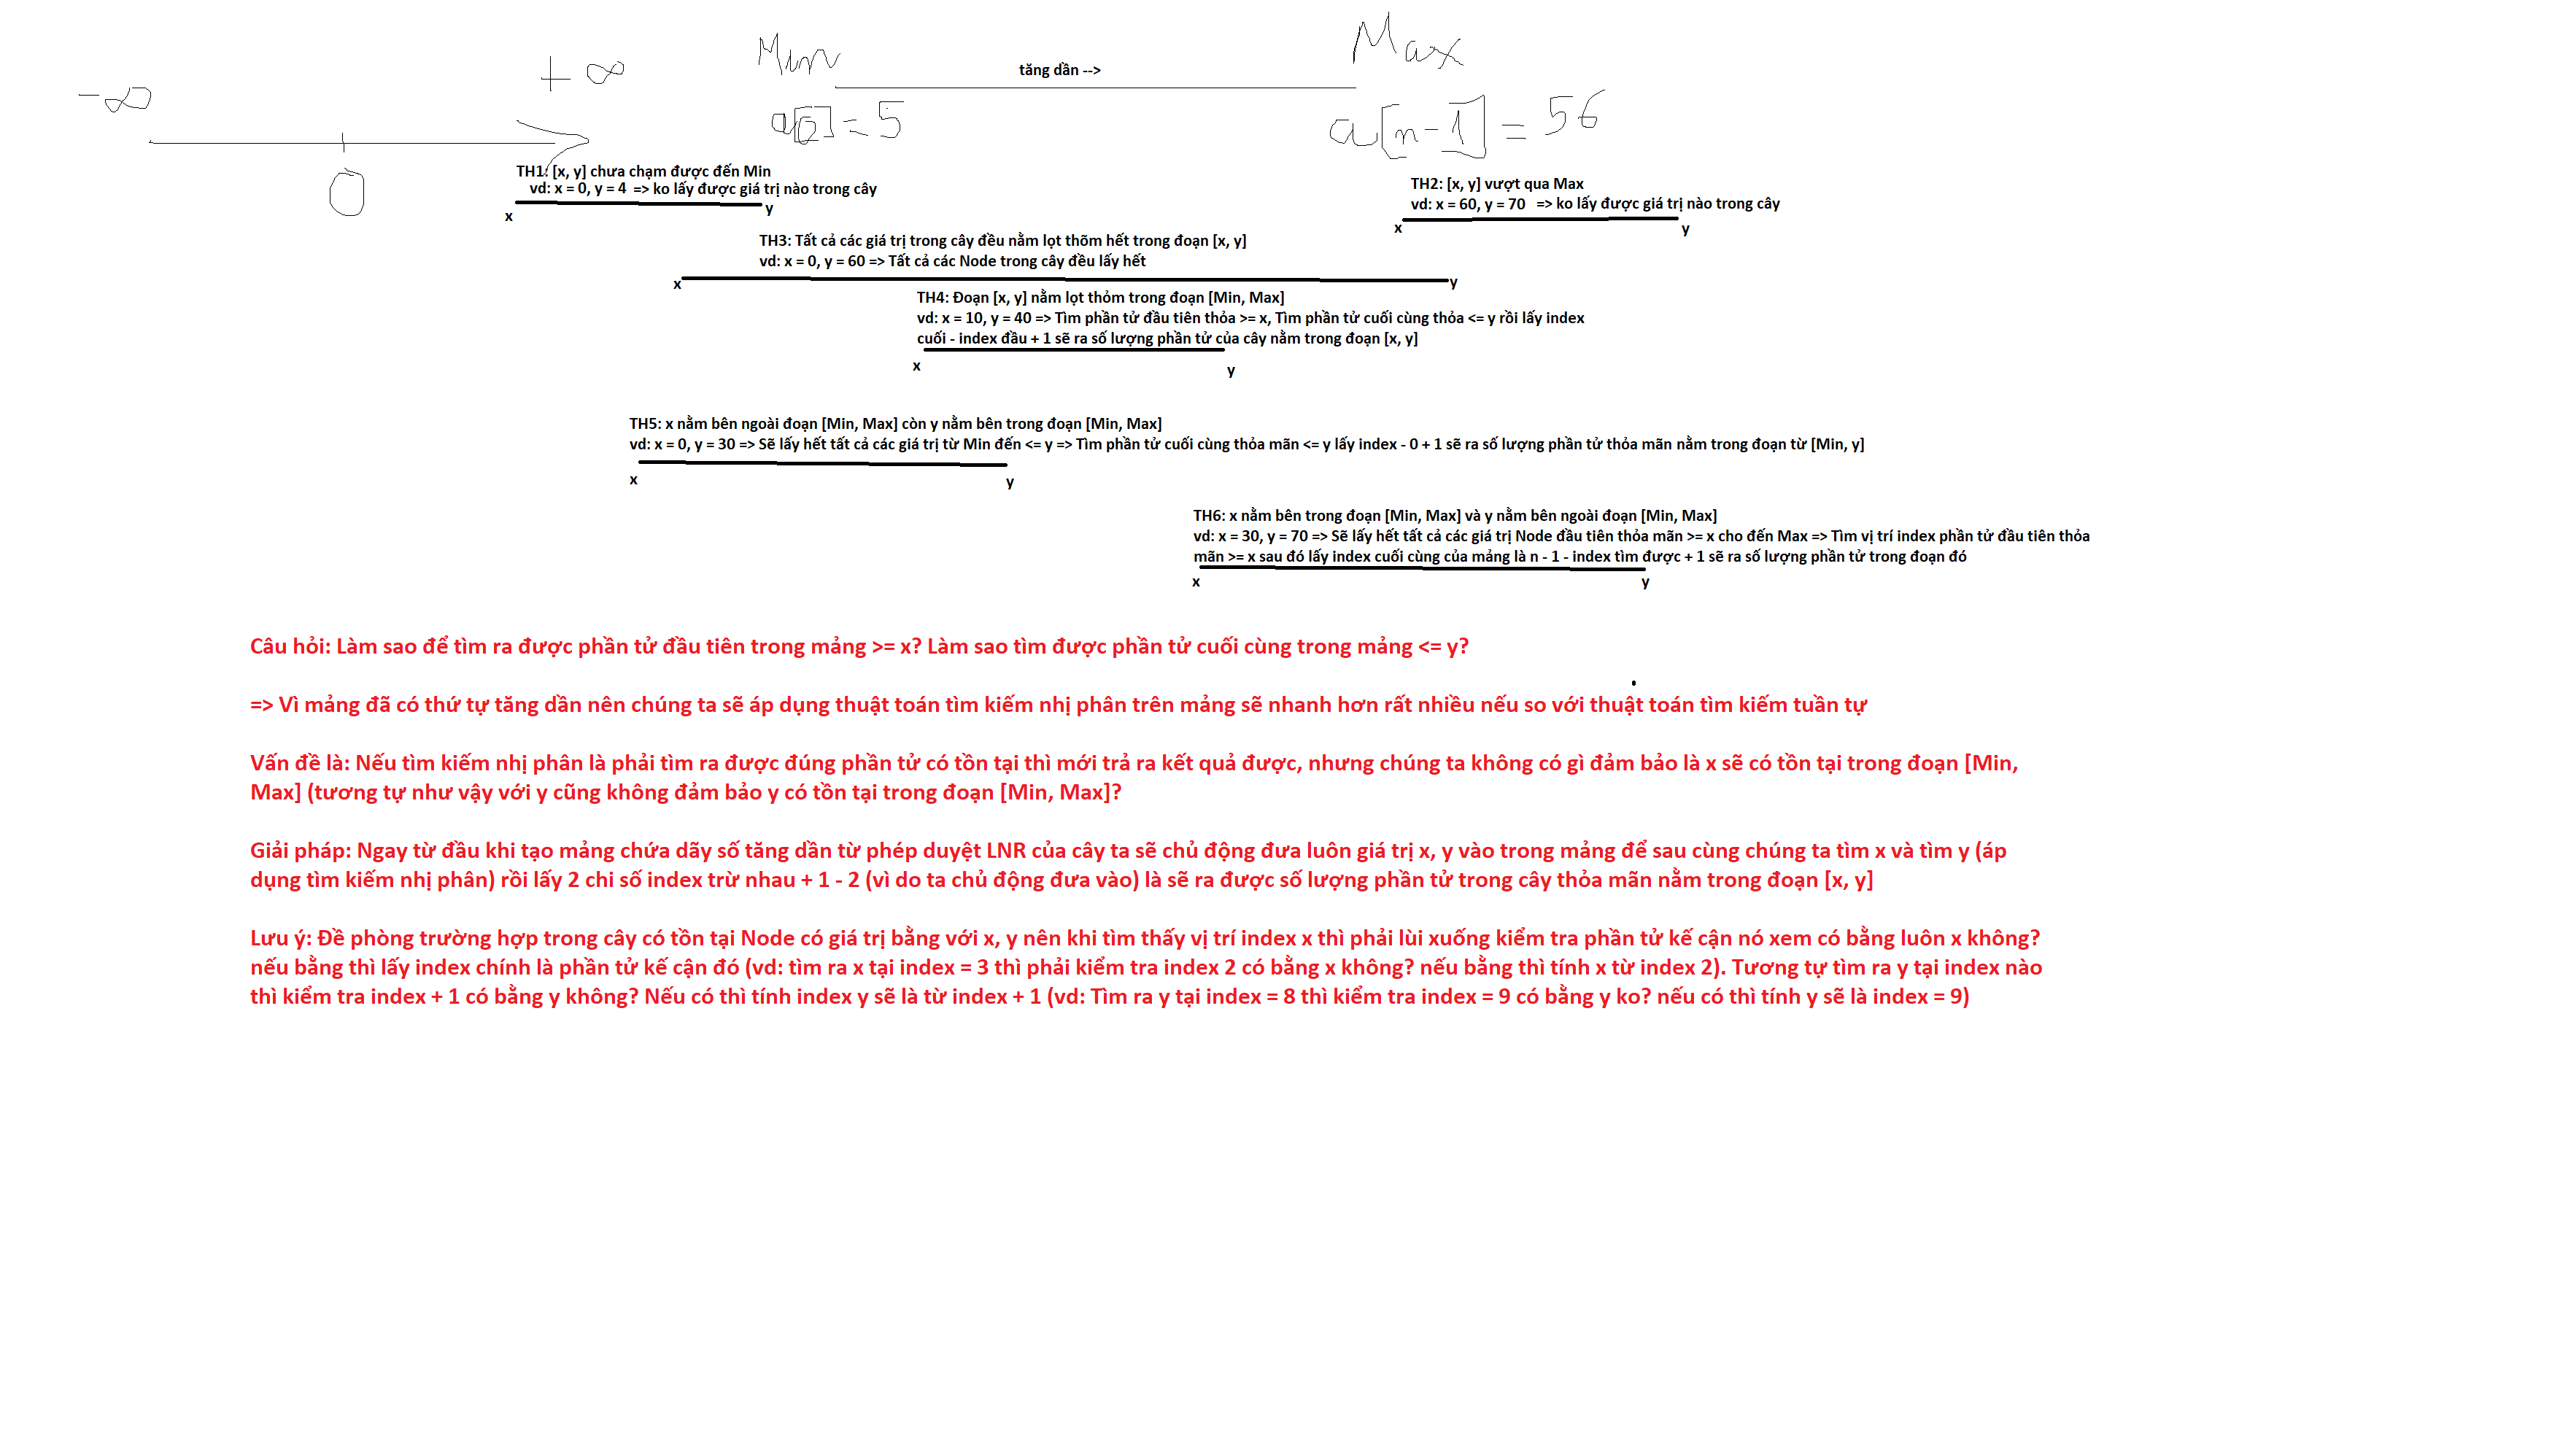 -∞
+∞
0
Min
tăng dần -->
Max
a[0] = 5
a[n-1] = 56
TH1: [x, y] chưa chạm được đến Min
vd: x = 0, y = 4 => ko lấy được giá trị nào trong cây
x
y
TH2: [x, y] vượt qua Max
vd: x = 60, y = 70 => ko lấy được giá trị nào trong cây
x
y
TH3: Tất cả các giá trị trong cây đều nằm lọt thõm hết trong đoạn [x, y]
vd: x = 0, y = 60 => Tất cả các Node trong cây đều lấy hết
x
y
TH4: Đoạn [x, y] nằm lọt thỏm trong đoạn [Min, Max]
vd: x = 10, y = 40 => Tìm phần tử đầu tiên thỏa >= x, Tìm phần tử cuối cùng thỏa <= y rồi lấy index
cuối - index đầu + 1 sẽ ra số lượng phần tử của cây nằm trong đoạn [x, y]
x
y
TH5: x nằm bên ngoài đoạn [Min, Max] còn y nằm bên trong đoạn [Min, Max]
vd: x = 0, y = 30 => Sẽ lấy hết tất cả các giá trị từ Min đến <= y => Tìm phần tử cuối cùng thỏa mãn <= y lấy index - 0 + 1 sẽ ra số lượng phần tử thỏa mãn nằm trong đoạn từ [Min, y]
x
y
TH6: x nằm bên trong đoạn [Min, Max] và y nằm bên ngoài đoạn [Min, Max]
vd: x = 30, y = 70 => Sẽ lấy hết tất cả các giá trị Node đầu tiên thỏa mãn >= x cho đến Max => Tìm vị trí index phần tử đầu tiên thỏa
mãn >= x sau đó lấy index cuối cùng của mảng là n - 1 - index tìm được + 1 sẽ ra số lượng phần tử trong đoạn đó
x
y
Câu hỏi: Làm sao để tìm ra được phần tử đầu tiên trong mảng >= x? Làm sao tìm được phần tử cuối cùng trong mảng <= y?
=> Vì mảng đã có thứ tự tăng dần nên chúng ta sẽ áp dụng thuật toán tìm kiếm nhị phân trên mảng sẽ nhanh hơn rất nhiều nếu so với thuật toán tìm kiếm tuần tự
Vấn đề là: Nếu tìm kiếm nhị phân là phải tìm ra được đúng phần tử có tồn tại thì mới trả ra kết quả được, nhưng chúng ta không có gì đảm bảo là x sẽ có tồn tại trong đoạn [Min,
Max] (tương tự như vậy với y cũng không đảm bảo y có tồn tại trong đoạn [Min, Max]?
Giải pháp: Ngay từ đầu khi tạo mảng chứa dãy số tăng dần từ phép duyệt LNR của cây ta sẽ chủ động đưa luôn giá trị x, y vào trong mảng để sau cùng chúng ta tìm x và tìm y (áp
dụng tìm kiếm nhị phân) rồi lấy 2 chi số index trừ nhau + 1 - 2 (vì do ta chủ động đưa vào) là sẽ ra được số lượng phần tử trong cây thỏa mãn nằm trong đoạn [x, y]
Lưu ý: Đề phòng trường hợp trong cây có tồn tại Node có giá trị bằng với x, y nên khi tìm thấy vị trí index x thì phải lùi xuống kiểm tra phần tử kế cận nó xem có bằng luôn x không?
nếu bằng thì lấy index chính là phần tử kế cận đó (vd: tìm ra x tại index = 3 thì phải kiểm tra index 2 có bằng x không? nếu bằng thì tính x từ index 2). Tương tự tìm ra y tại index nào
thì kiểm tra index + 1 có bằng y không? Nếu có thì tính index y sẽ là từ index + 1 (vd: Tìm ra y tại index = 8 thì kiểm tra index = 9 có bằng y ko? nếu có thì tính y sẽ là index = 9)